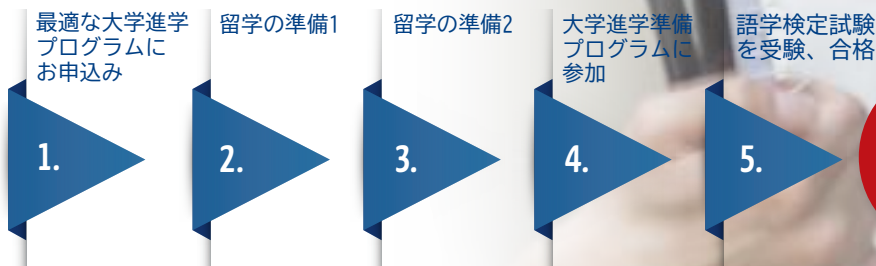 最適な大学進学
プログラムに
お申込み
留学の準備1
留学の準備2
大学進学準備
プログラムに
参加
語学検定試験
を受験、合格
1.
2.
3.
4.
5.